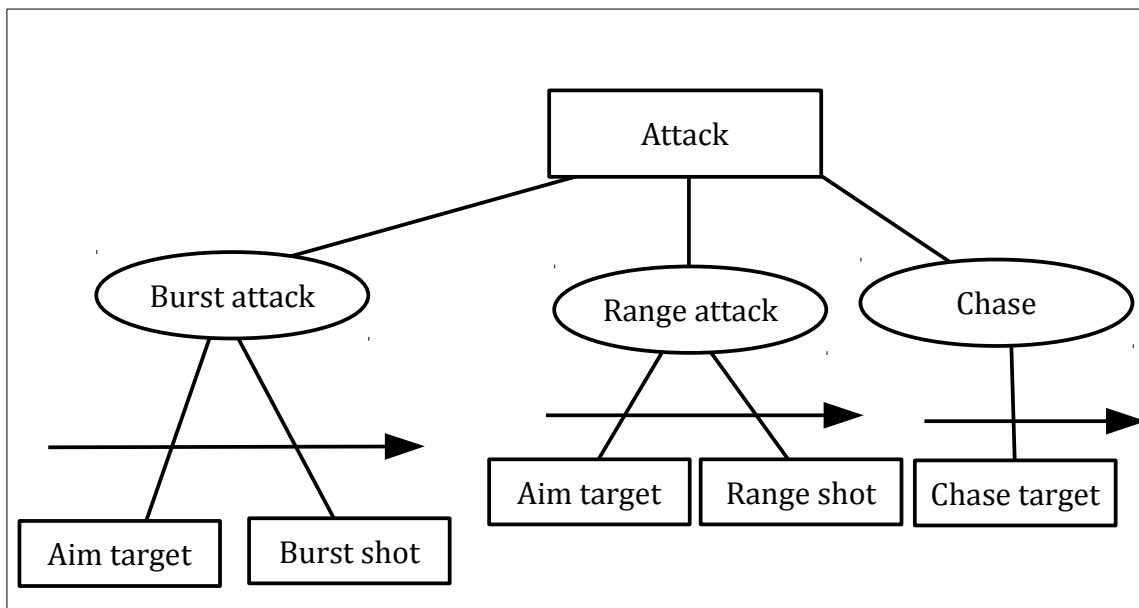 Attack
Burst attack
Range attack
Chase
Aim target
Burst shot
Aim target
Range shot
Chase target